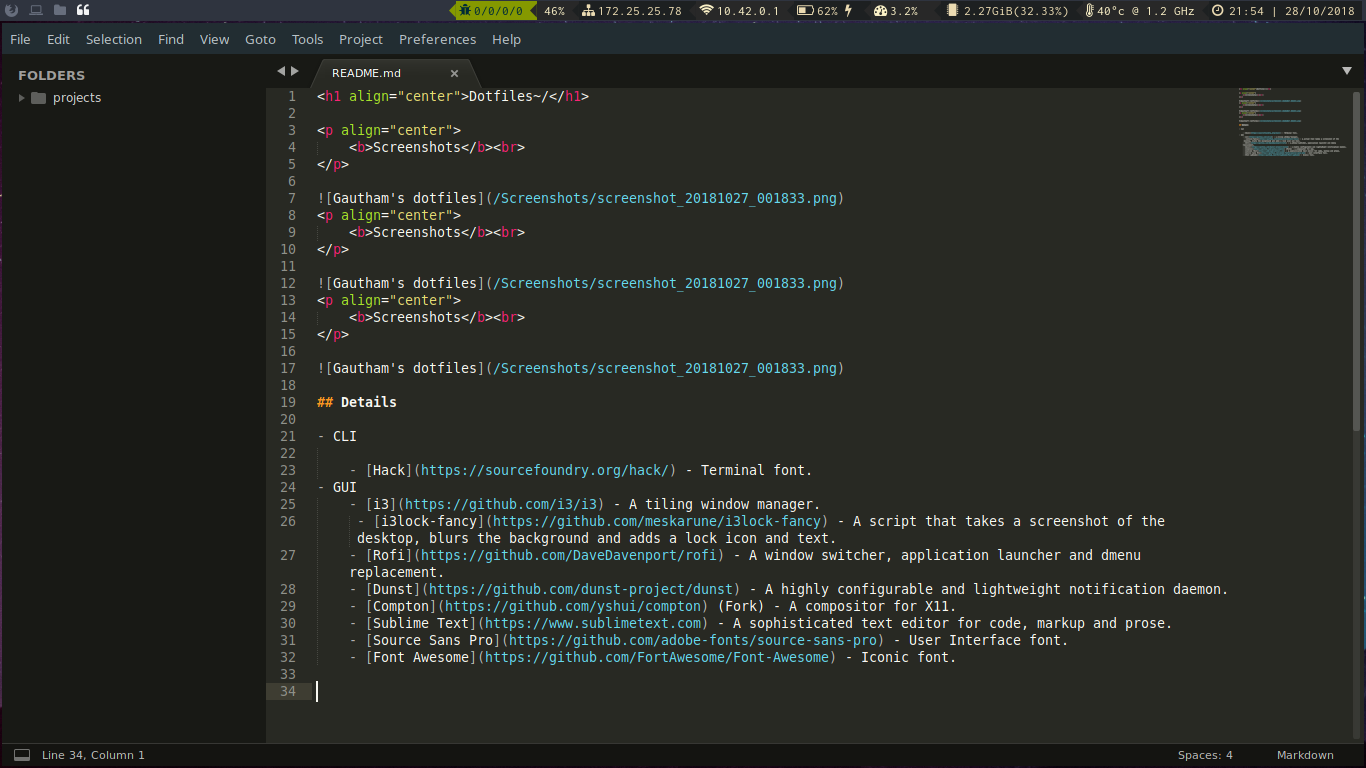 0/0/0/0 46% 172.25.25.78 10.42.0.1 62% 3.2% 2.27GiB(32.33%) 40°c @ 1.2 GHz 21:54 | 28/10/2018
File Edit Selection Find View Goto Tools Project Preferences Help
FOLDERS
projects
README.md ×
1 <h1 align="center">Dotfiles~/</h1>
2
3 <p align="center">
4     <b>Screenshots</b><br>
5 </p>
6
7 ![Gautham's dotfiles](/Screenshots/screenshot_20181027_001833.png)
8 <p align="center">
9     <b>Screenshots</b><br>
10 </p>
11
12 ![Gautham's dotfiles](/Screenshots/screenshot_20181027_001833.png)
13 <p align="center">
14     <b>Screenshots</b><br>
15 </p>
16
17 ![Gautham's dotfiles](/Screenshots/screenshot_20181027_001833.png)
18
19 ## Details
20
21 - CLI
22
23     - [Hack](https://sourcefoundry.org/hack/) - Terminal font.
24 - GUI
25     - [i3](https://github.com/i3/i3) - A tiling window manager.
26      - [i3lock-fancy](https://github.com/meskarune/i3lock-fancy) - A script that takes a screenshot of the
desktop, blurs the background and adds a lock icon and text.
27     - [Rofi](https://github.com/DaveDavenport/rofi) - A window switcher, application launcher and dmenu
replacement.
28     - [Dunst](https://github.com/dunst-project/dunst) - A highly configurable and lightweight notification daemon.
29     - [Compton](https://github.com/yshui/compton) (Fork) - A compositor for X11.
30     - [Sublime Text](https://www.sublimetext.com) - A sophisticated text editor for code, markup and prose.
31     - [Source Sans Pro](https://github.com/adobe-fonts/source-sans-pro) - User Interface font.
32     - [Font Awesome](https://github.com/FortAwesome/Font-Awesome) - Iconic font.
33
34
Line 34, Column 1 Spaces: 4 Markdown